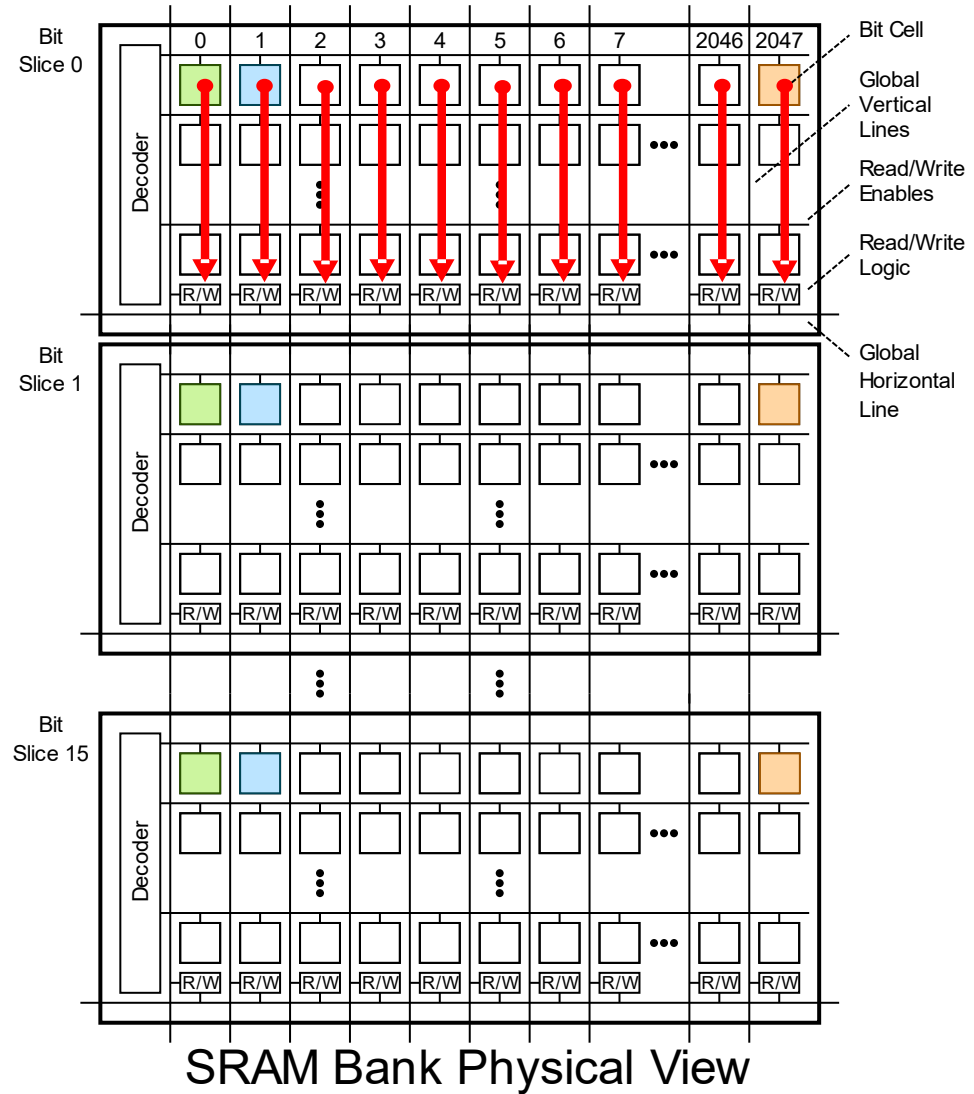 Bit
Slice 0
0 1 2 3 4 5 6 7 2046 2047
Decoder
R/W R/W R/W R/W R/W R/W R/W R/W R/W R/W
Bit Cell
Global
Vertical
Lines
Read/Write
Enables
Read/Write
Logic
Global
Horizontal
Line
Bit
Slice 1
Decoder
R/W R/W R/W R/W R/W R/W R/W R/W R/W R/W
Bit
Slice 15
Decoder
R/W R/W R/W R/W R/W R/W R/W R/W R/W R/W
SRAM Bank Physical View